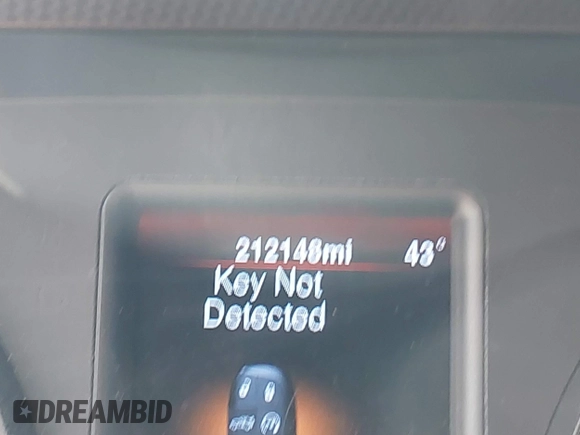 212148mi 43°
Key Not
Detected
DREAMBID